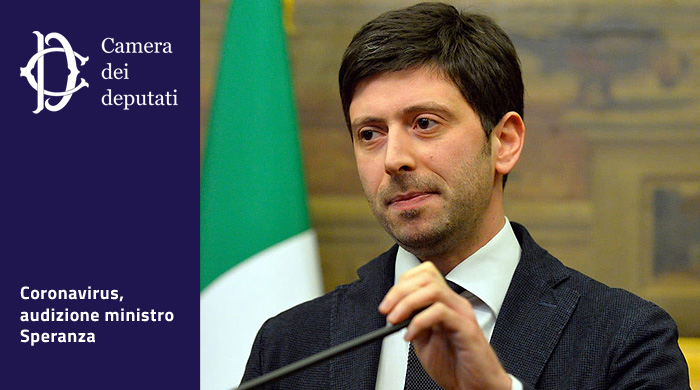 Camera
dei
deputati
Coronavirus,
audizione ministro
Speranza